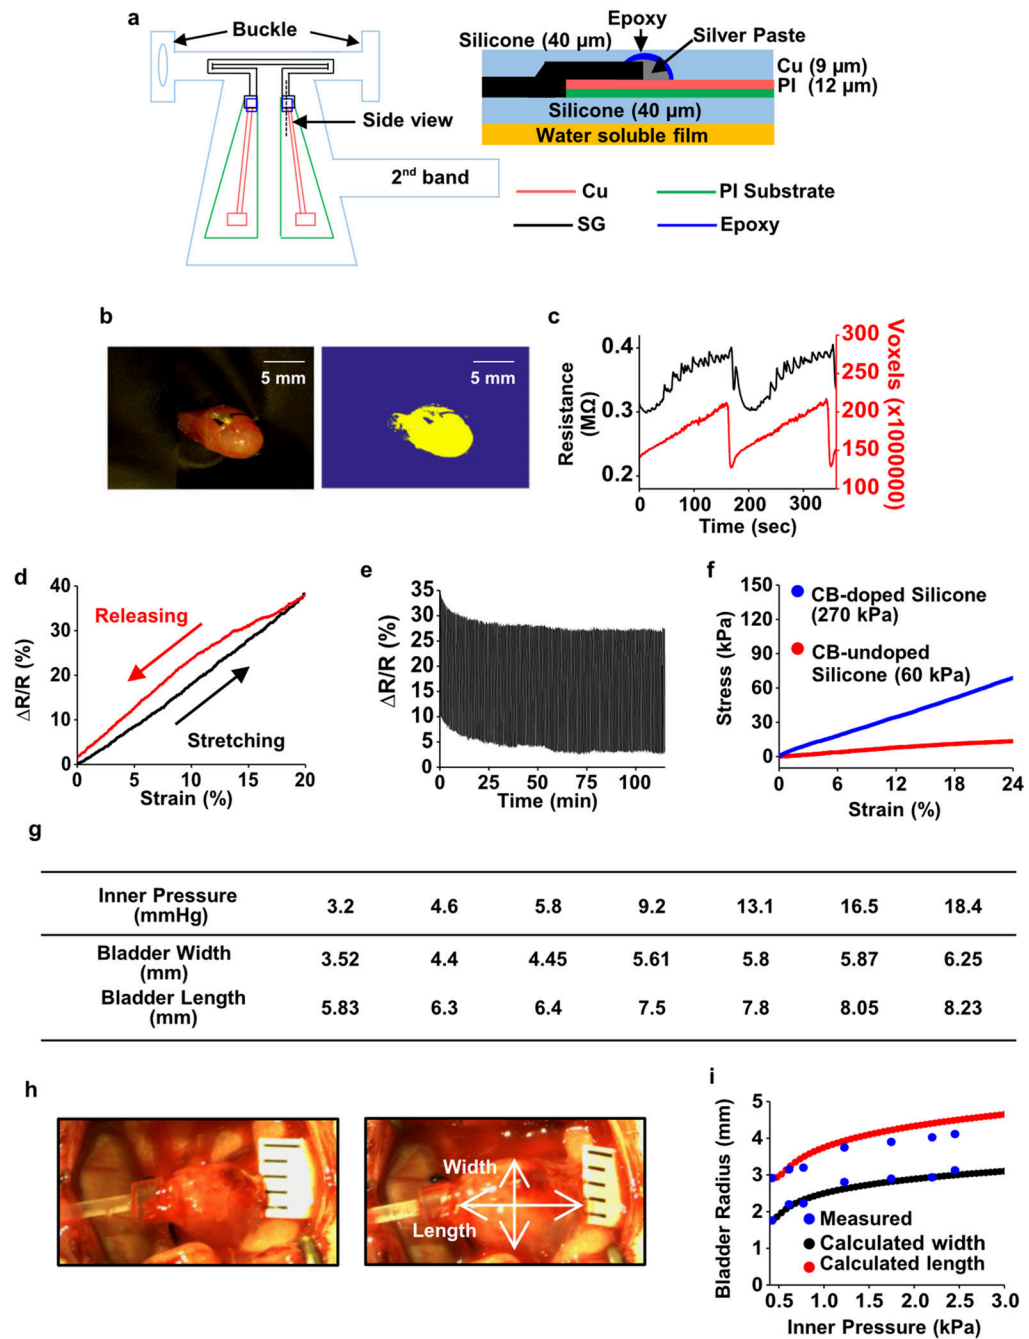 a
Buckle
Side view
2nd band
Epoxy
Silver Paste
Silicone (40 µm)
Cu (9 µm)
PI (12 µm)
Silicone (40 µm)
Water soluble film
Cu
PI Substrate
SG
Epoxy
b
5 mm
5 mm
c
Resistance
(MΩ)
0.4
0.3
0.2
0
100
200
300
Time (sec)
300
250
200
150
100
Voxels (x10000000)
d
ΔR/R (%)
40
30
20
10
0
Releasing
Stretching
0
5
10
15
20
Strain (%)
e
ΔR/R (%)
35
30
25
20
15
10
5
0
0
25
50
75
100
Time (min)
f
Stress (kPa)
150
90
60
30
0
CB-doped Silicone
(270 kPa)
CB-undoped
Silicone (60 kPa)
0
6
12
18
24
Strain (%)
g
Inner Pressure
(mmHg)
3.2 4.6 5.8 9.2 13.1 16.5 18.4
Bladder Width
(mm)
3.52 4.4 4.45 5.61 5.8 5.87 6.25
Bladder Length
(mm)
5.83 6.3 6.4 7.5 7.8 8.05 8.23
h
Width
Length
i
Bladder Radius (mm)
5
4
3
2
1
0
Measured
Calculated width
Calculated length
0.5
1.0
1.5
2.0
2.5
3.0
Inner Pressure (kPa)